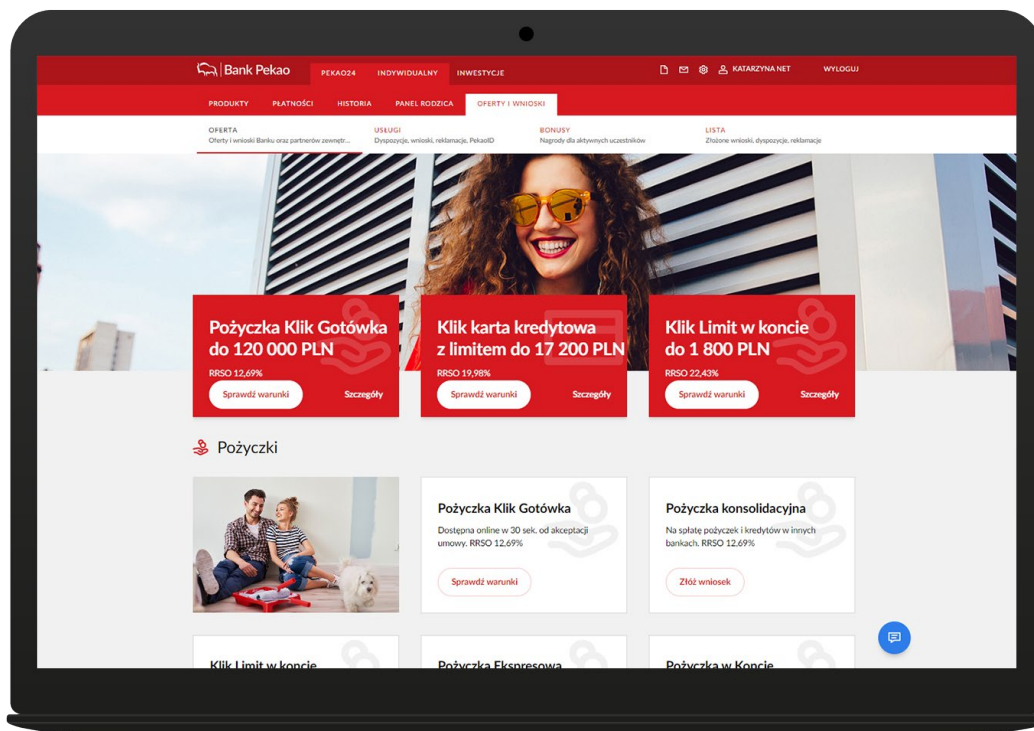 Bank Pekao
PEKAO24 INDYWIDUALNY INWESTYCJE
KATARZYNA NET WYLOGUJ
PRODUKTY PŁATNOŚCI HISTORIA PANEL RODZICA OFERTY I WNIOSKI
OFERTA
Oferty i wnioski Banku oraz partnerów zewnętr...
USŁUGI
Dyspozycje, wnioski, reklamacje, PekaoID
BONUSY
Nagrody dla aktywnych uczestników
LISTA
Złożone wnioski, dyspozycje, reklamacje
Pożyczka Klik Gotówka
do 120 000 PLN
RRSO 12,69%
Sprawdź warunki Szczegóły
Klik karta kredytowa
z limitem do 17 200 PLN
RRSO 19,98%
Sprawdź warunki Szczegóły
Klik Limit w koncie
do 1 800 PLN
RRSO 22,43%
Sprawdź warunki Szczegóły
Pożyczki
Pożyczka Klik Gotówka
Dostępna online w 30 sek. od akceptacji
umowy. RRSO 12,69%
Sprawdź warunki
Pożyczka konsolidacyjna
Na spłatę pożyczek i kredytów w innych
bankach. RRSO 12,69%
Złóż wniosek
Klik Limit w koncie
Pożyczka Ekspresowa
Pożyczka w Koncie